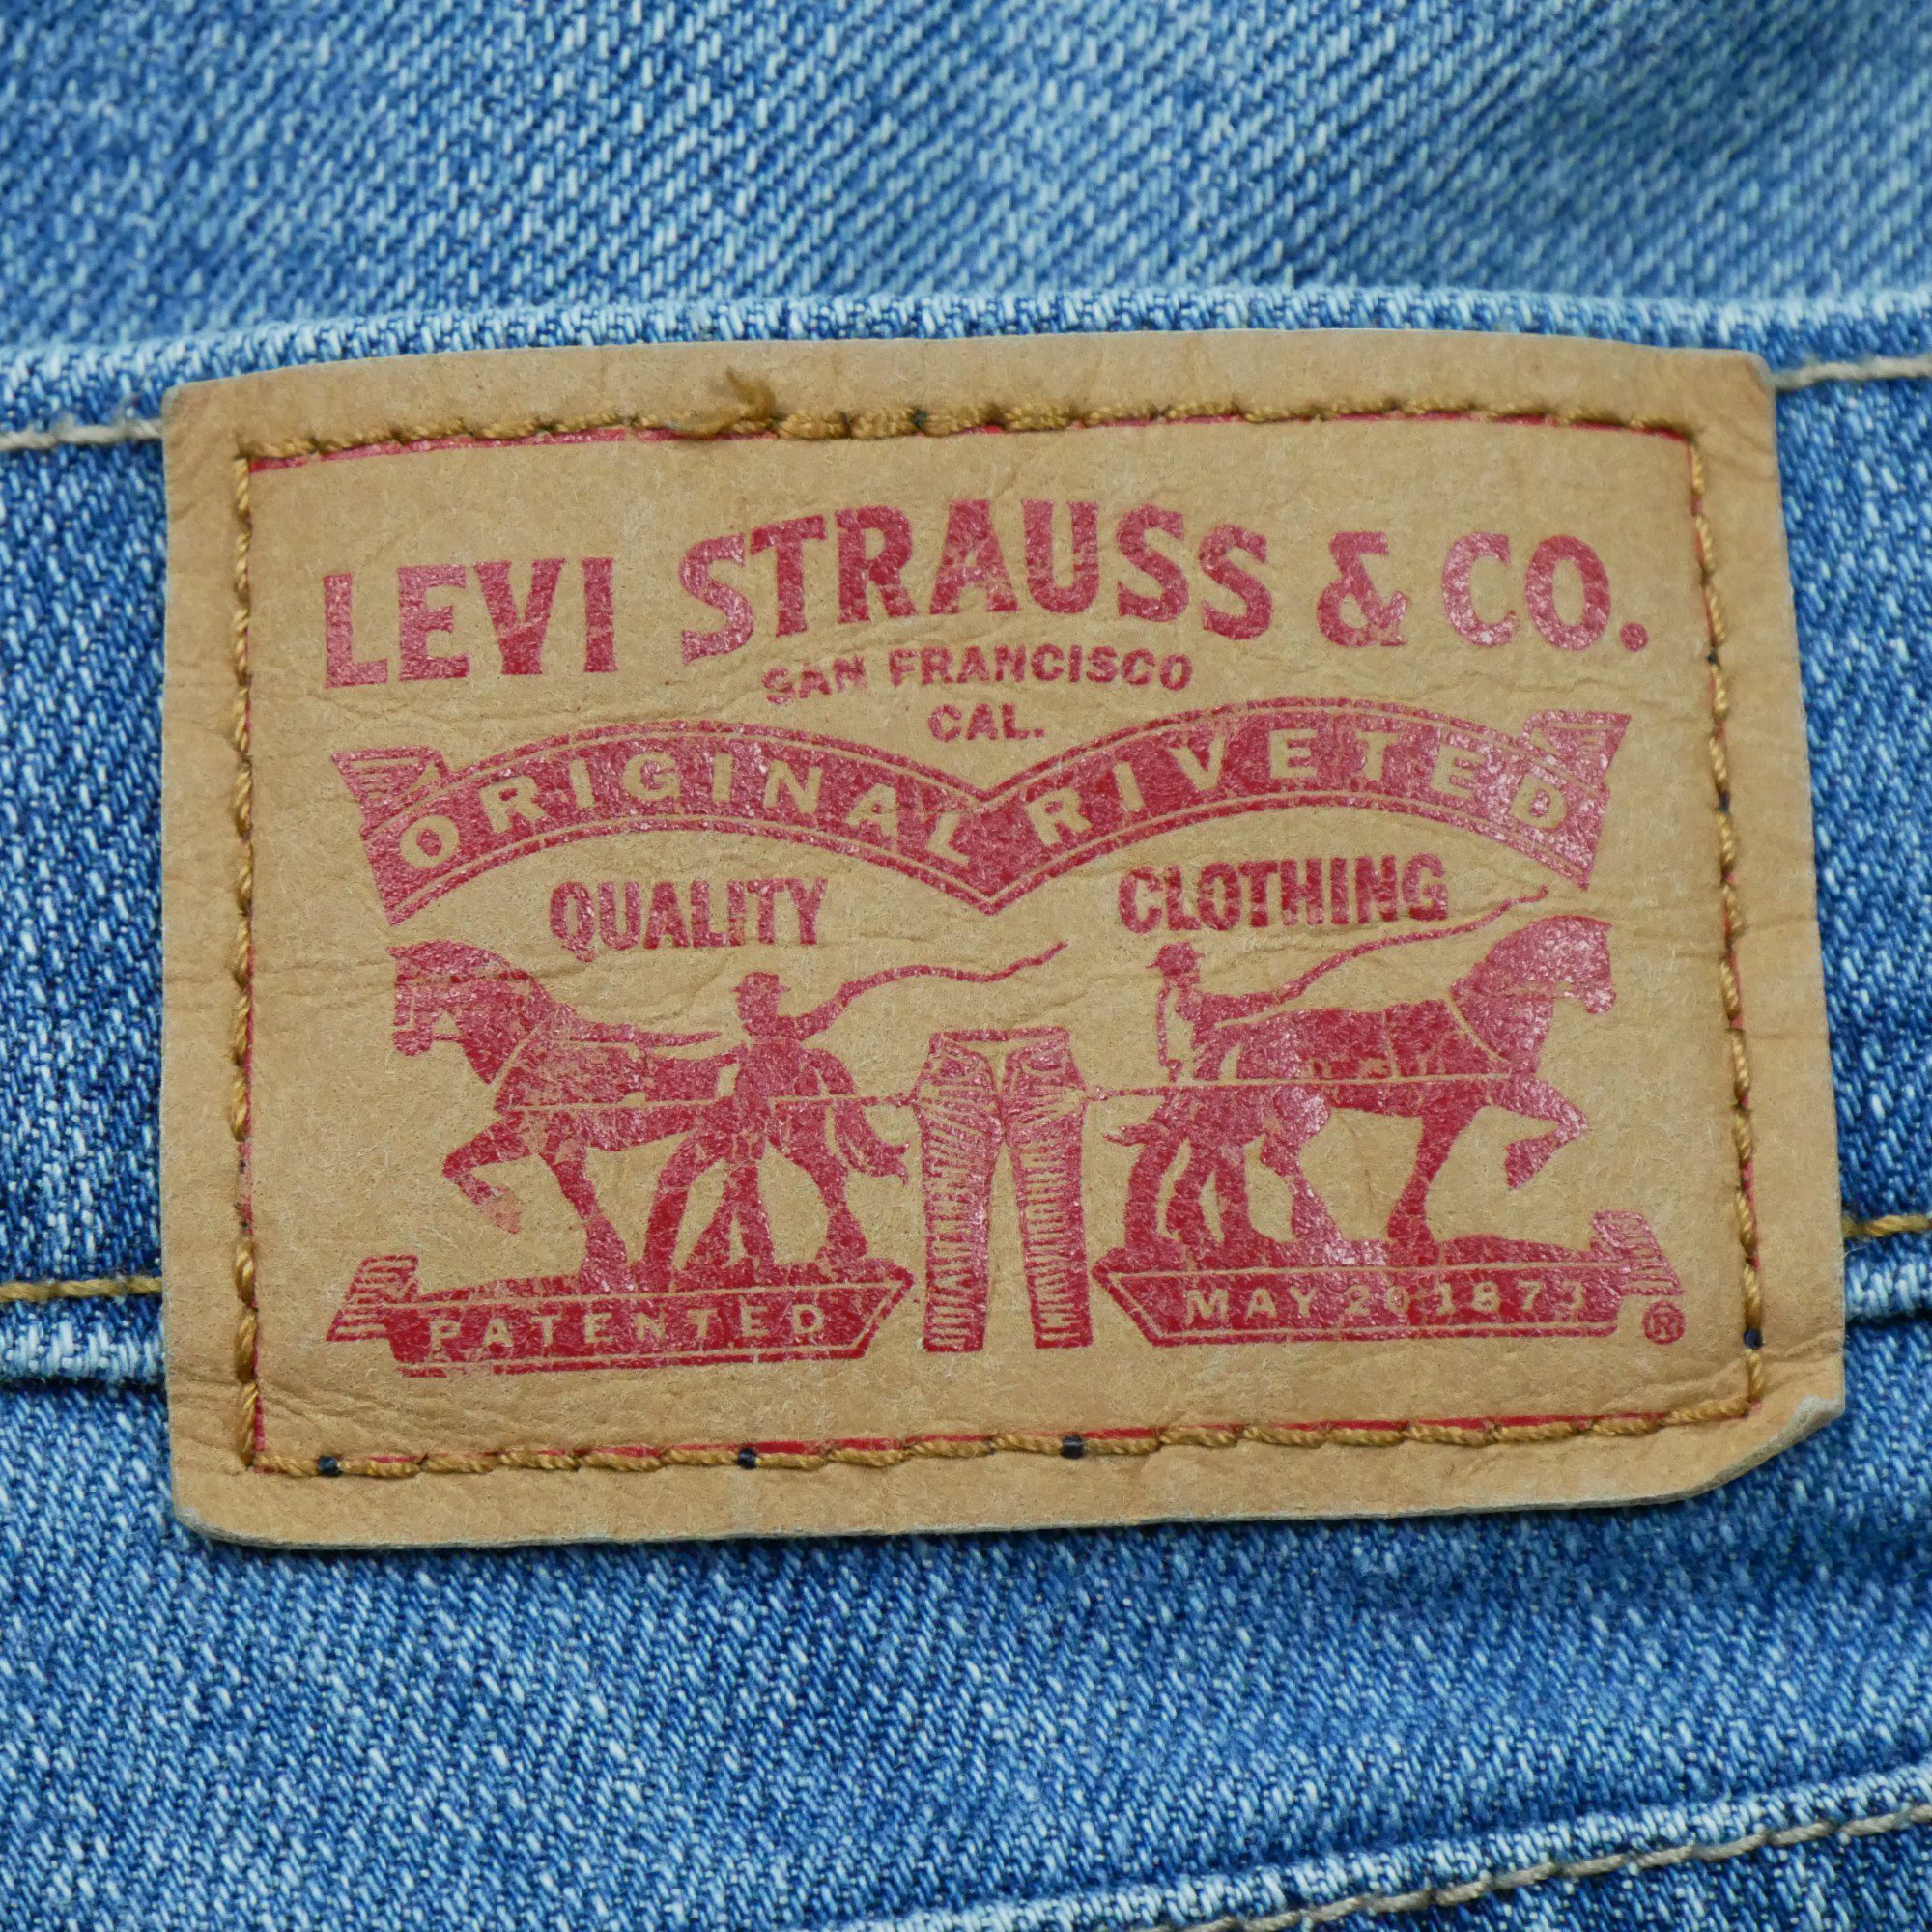 LEVI STRAUSS & CO.
SAN FRANCISCO
CAL.
ORIGINAL RIVETED
QUALITY CLOTHING
PATENTED MAY 20 1873 ®